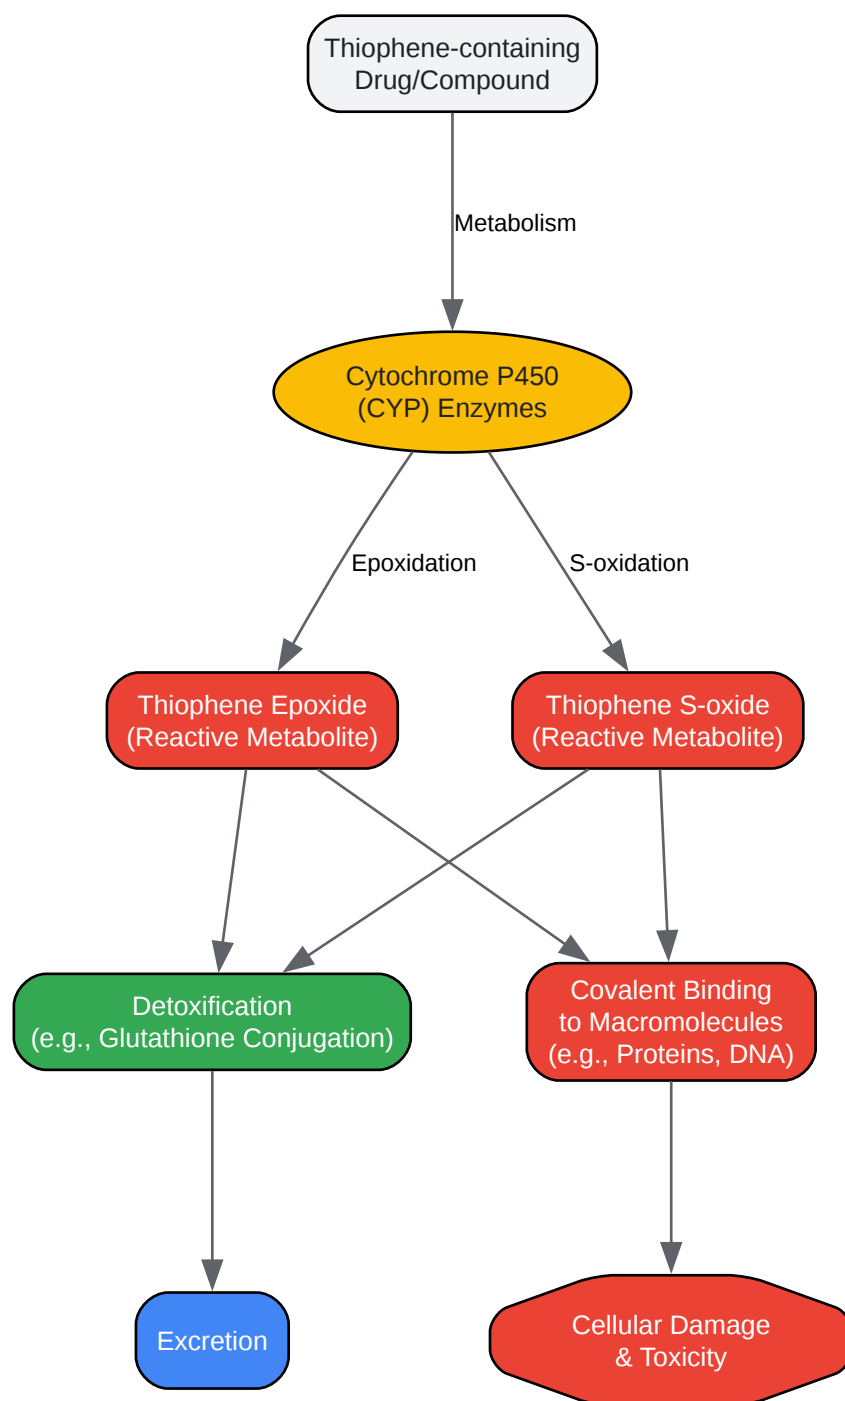 Thiophene-containing
Drug/Compound
Metabolism
Cytochrome P450
(CYP) Enzymes
Epoxidation
S-oxidation
Thiophene Epoxide
(Reactive Metabolite)
Thiophene S-oxide
(Reactive Metabolite)
Detoxification
(e.g., Glutathione Conjugation)
Covalent Binding
to Macromolecules
(e.g., Proteins, DNA)
Excretion
Cellular Damage
& Toxicity